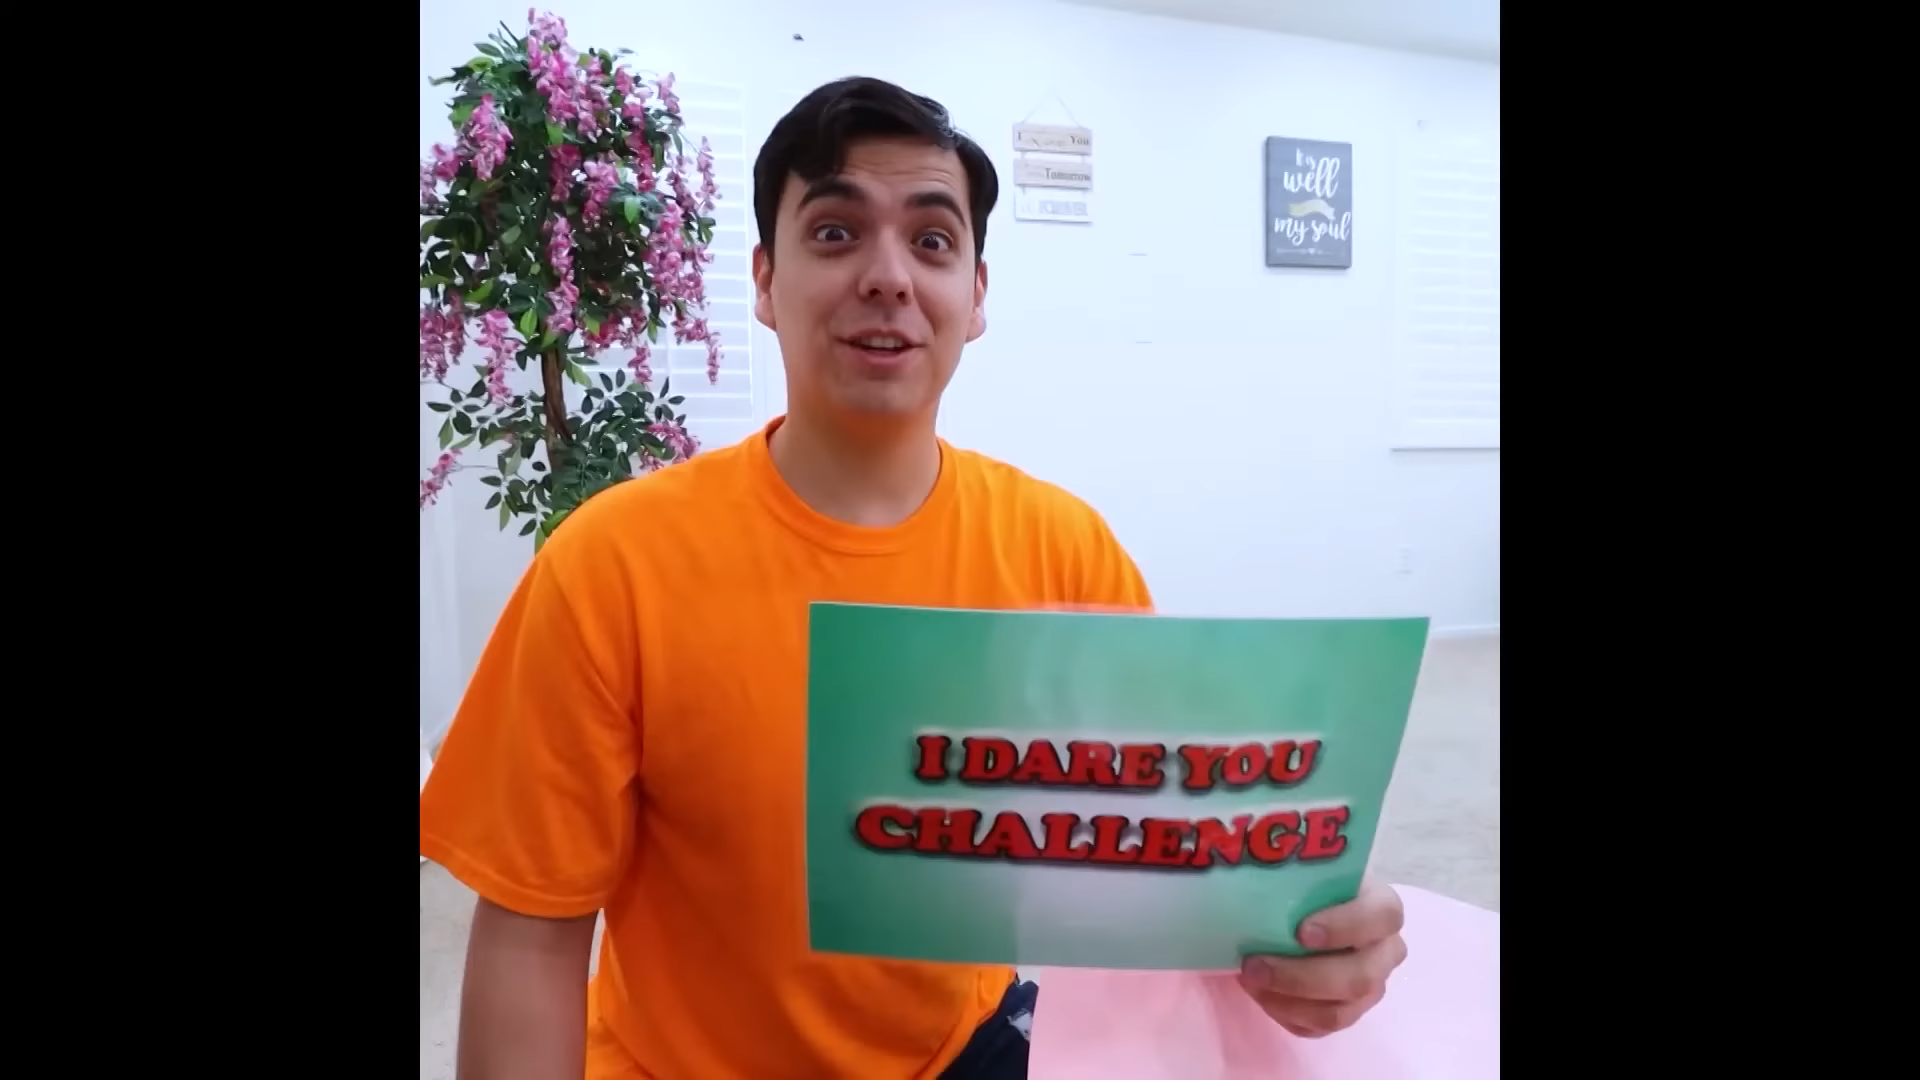 I You
Tomorrow
It is
well
my soul
I DARE YOU
CHALLENGE